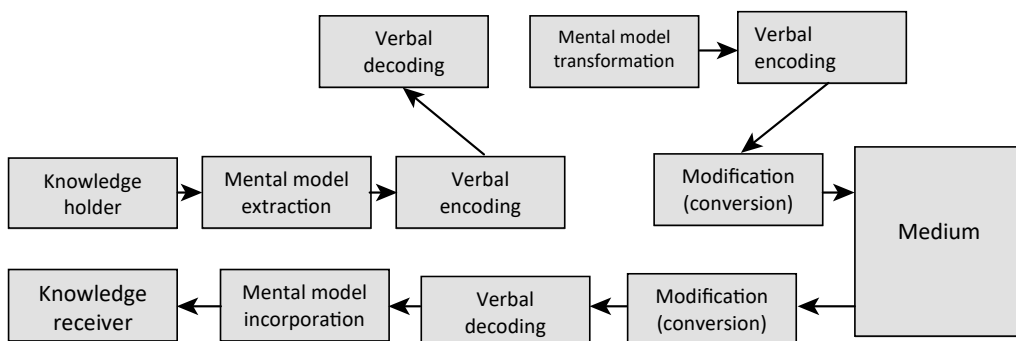 Verbal
decoding
Mental model
transformation
Verbal
encoding
Knowledge
holder
Mental model
extraction
Verbal
encoding
Modification
(conversion)
Medium
Knowledge
receiver
Mental model
incorporation
Verbal
decoding
Modification
(conversion)